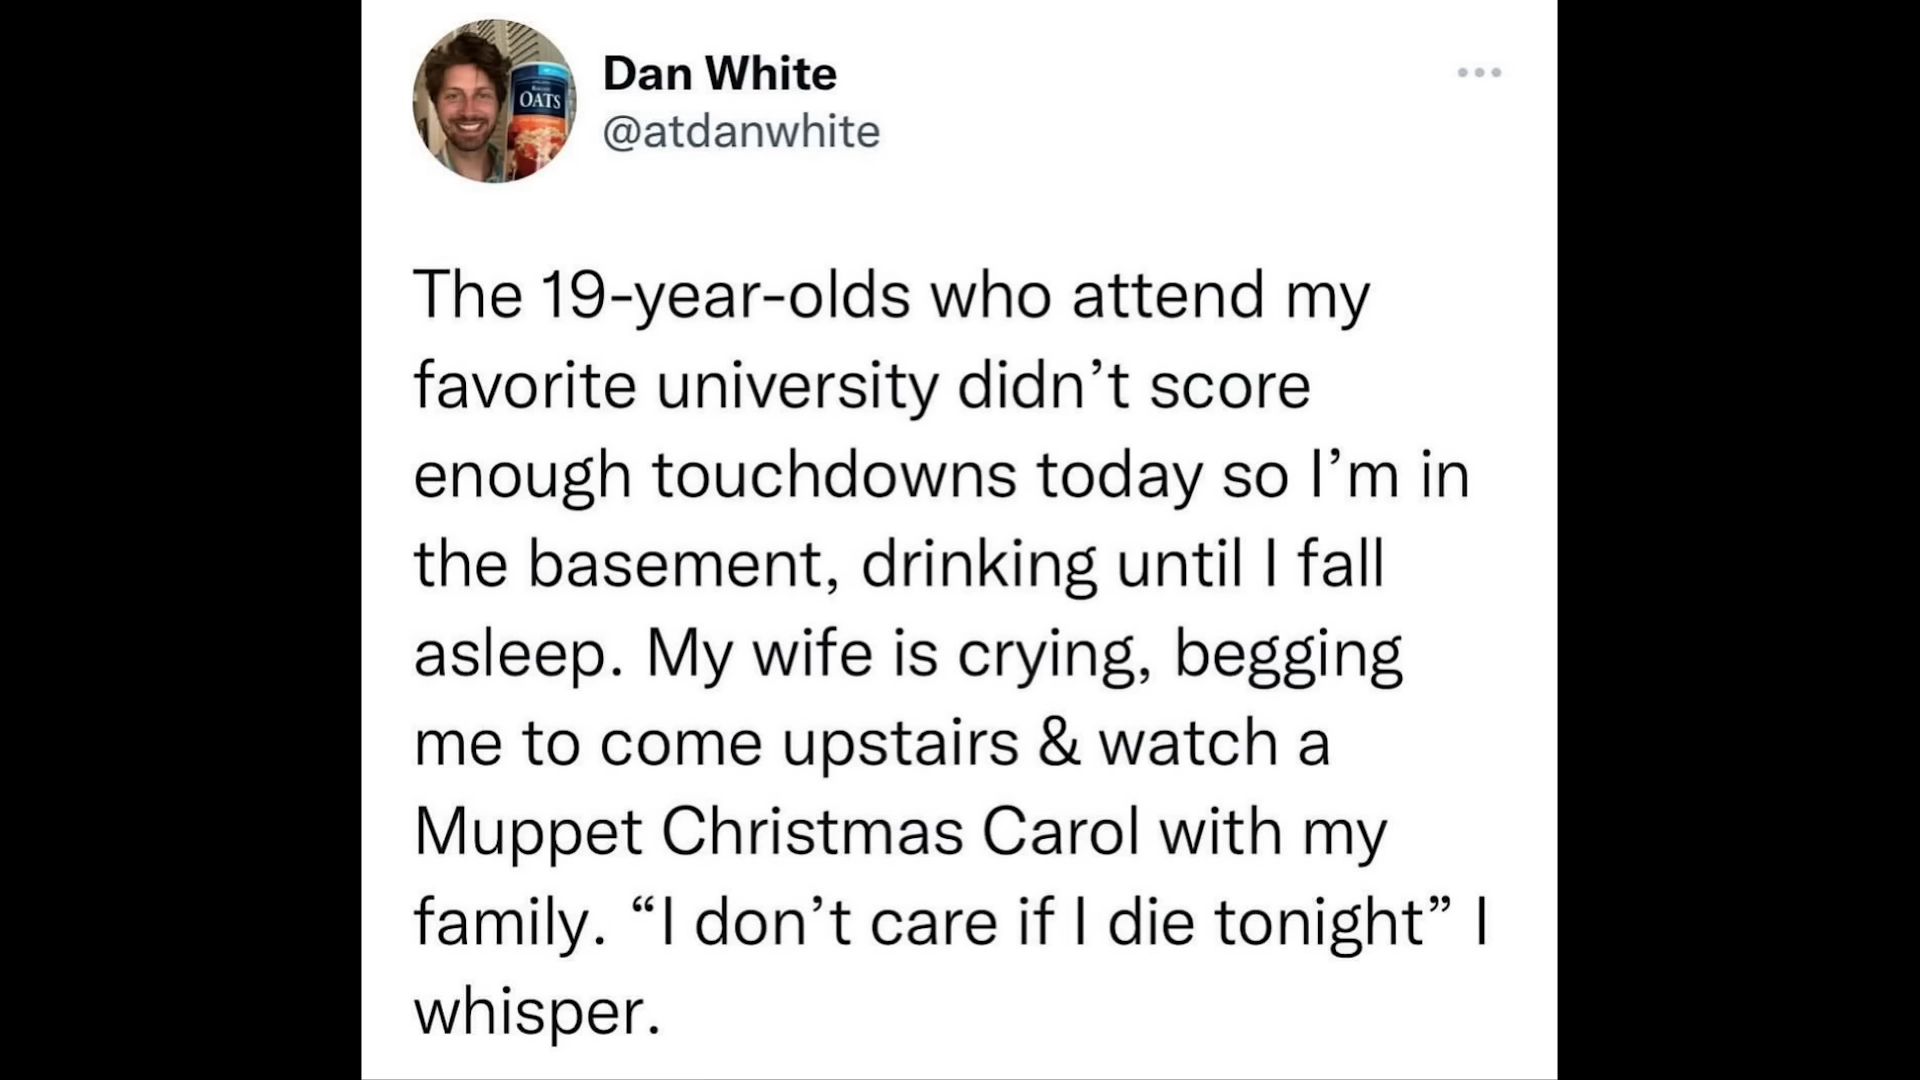 Dan White
@atdanwhite
OATS
The 19-year-olds who attend my
favorite university didn’t score
enough touchdowns today so I’m in
the basement, drinking until I fall
asleep. My wife is crying, begging
me to come upstairs & watch a
Muppet Christmas Carol with my
family. “I don’t care if I die tonight” I
whisper.